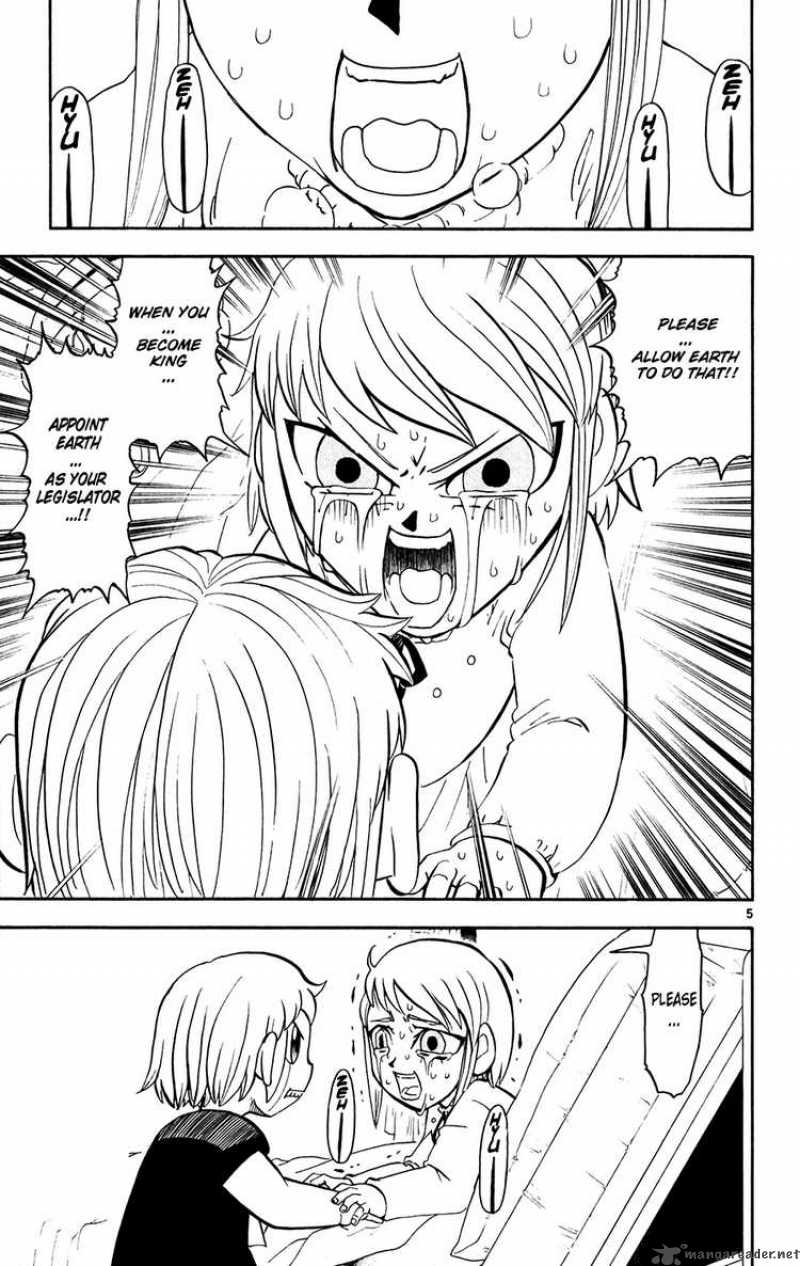 ZEH
HYU
ZEH
HYU
PLEASE
...
ALLOW EARTH
TO DO THAT!!
WHEN YOU
...
BECOME
KING
...
APPOINT
EARTH
...
AS YOUR
LEGISLATOR
...!!
5
PLEASE
...
ZEH
HYU
mangareader.net